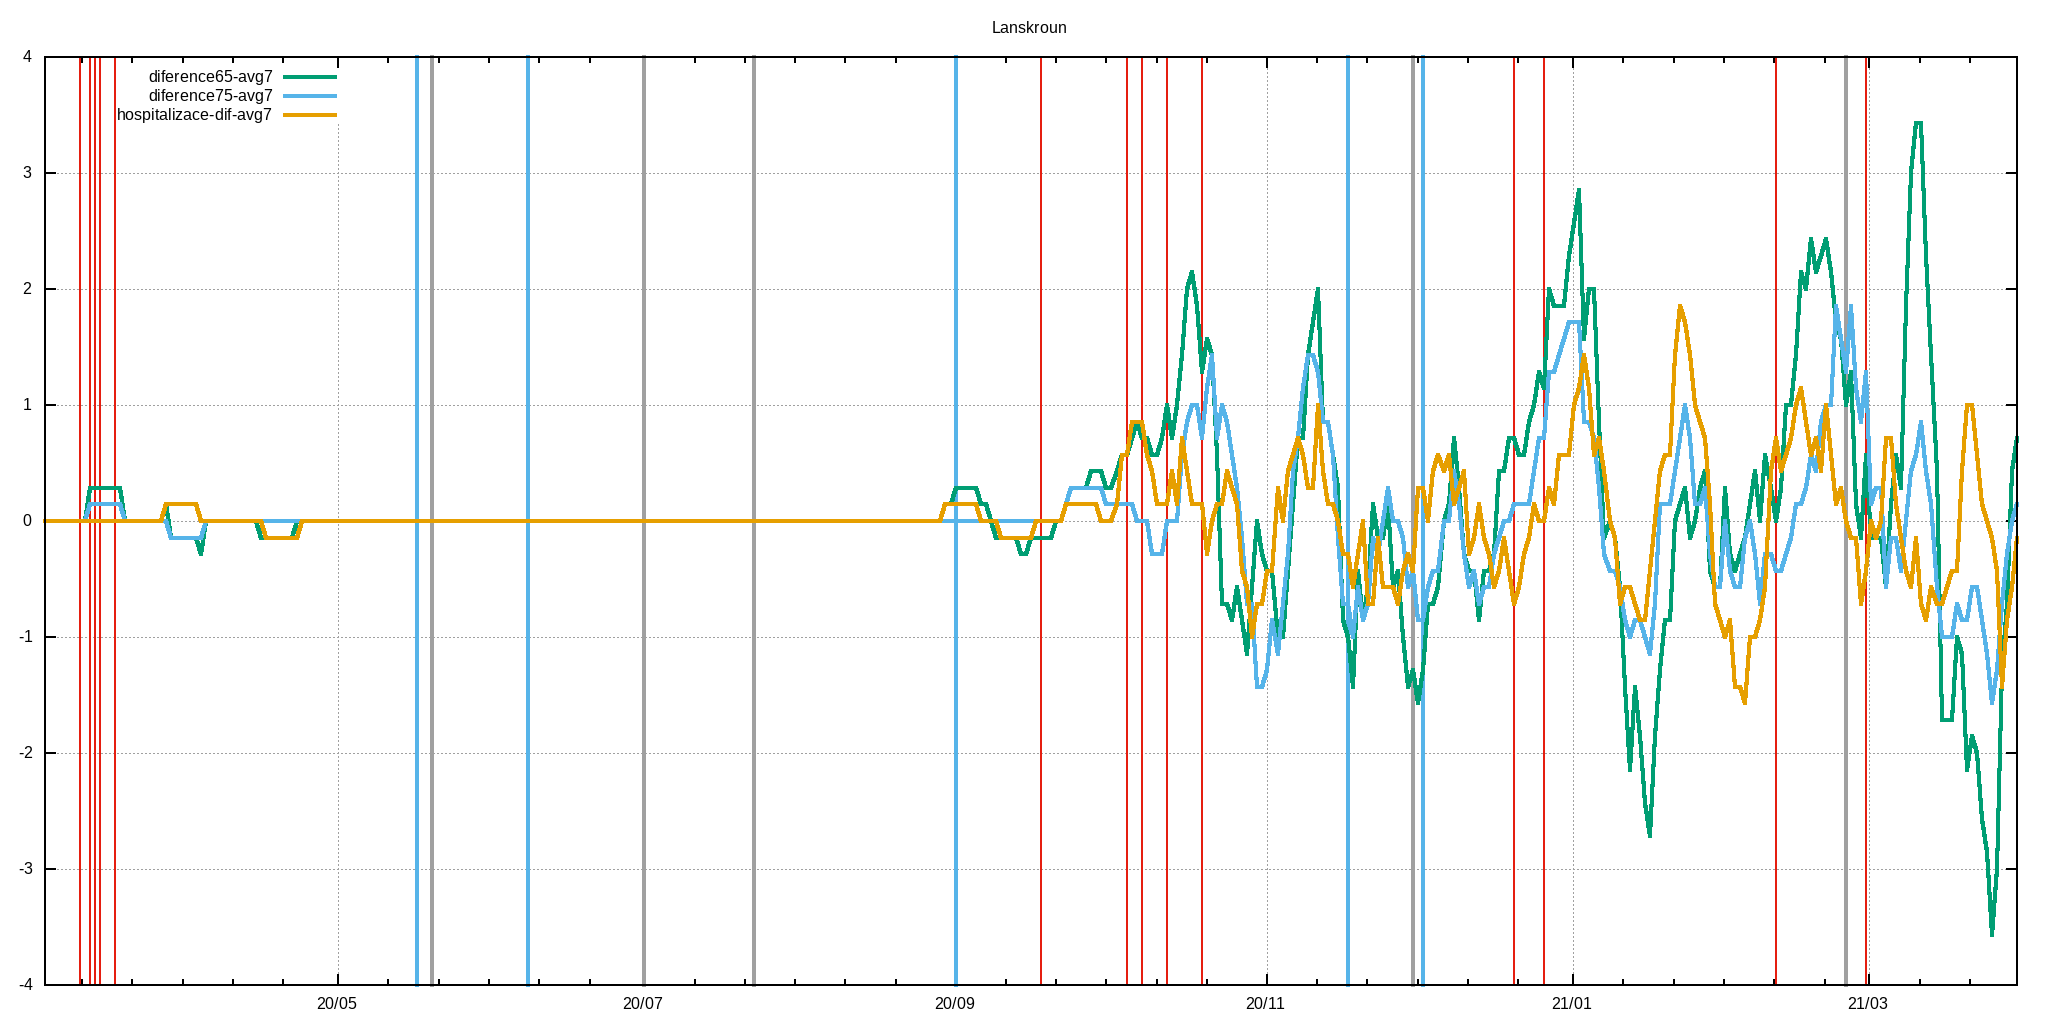 Lanskroun
4
diference65-avg7
diference75-avg7
hospitalizace-dif-avg7
3
2
1
0
-1
-2
-3
-4
20/05 20/07 20/09 20/11 21/01 21/03